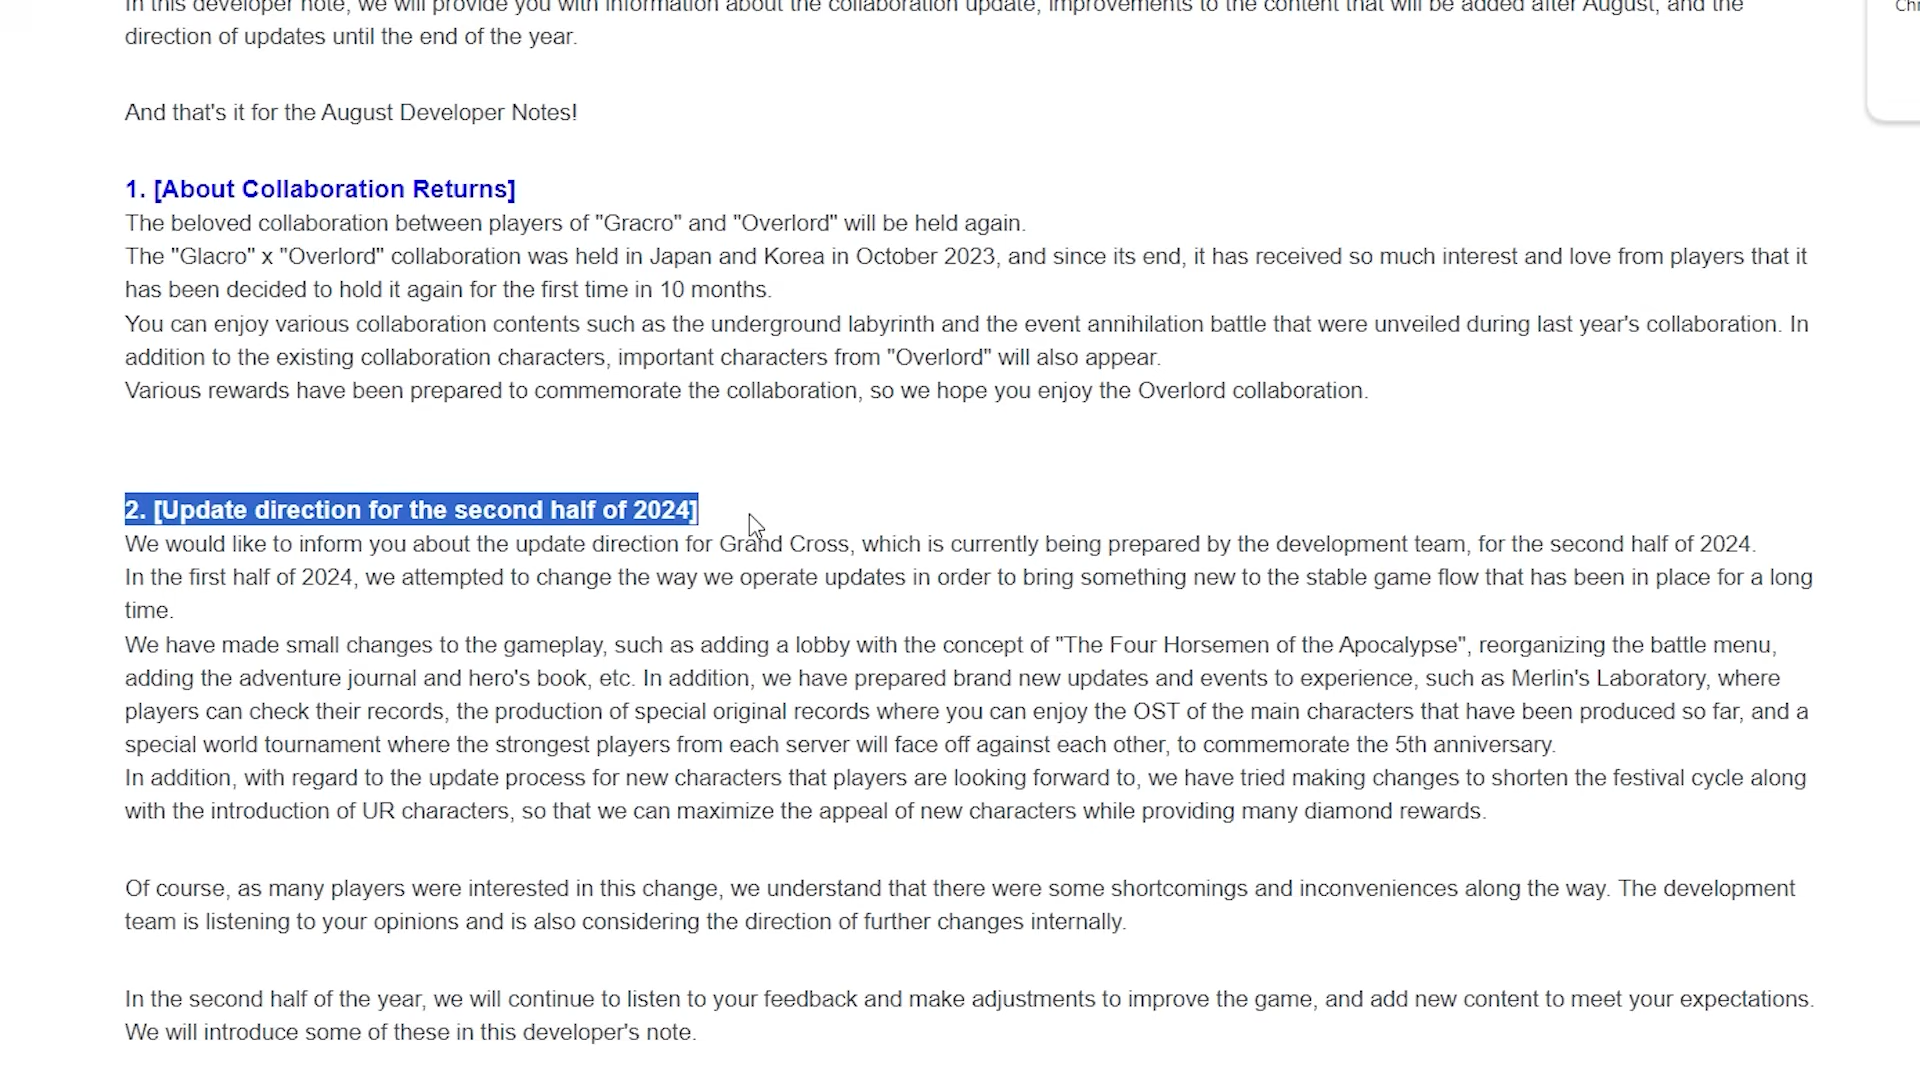 In this developer note, we will provide you with information about the collaboration update, improvements to the content that will be added after August, and the
direction of updates until the end of the year.
And that's it for the August Developer Notes!
1. [About Collaboration Returns]
The beloved collaboration between players of "Gracro" and "Overlord" will be held again.
The "Glacro" x "Overlord" collaboration was held in Japan and Korea in October 2023, and since its end, it has received so much interest and love from players that it
has been decided to hold it again for the first time in 10 months.
You can enjoy various collaboration contents such as the underground labyrinth and the event annihilation battle that were unveiled during last year's collaboration. In
addition to the existing collaboration characters, important characters from "Overlord" will also appear.
Various rewards have been prepared to commemorate the collaboration, so we hope you enjoy the Overlord collaboration.
2. [Update direction for the second half of 2024]
We would like to inform you about the update direction for Grand Cross, which is currently being prepared by the development team, for the second half of 2024.
In the first half of 2024, we attempted to change the way we operate updates in order to bring something new to the stable game flow that has been in place for a long
time.
We have made small changes to the gameplay, such as adding a lobby with the concept of "The Four Horsemen of the Apocalypse", reorganizing the battle menu,
adding the adventure journal and hero's book, etc. In addition, we have prepared brand new updates and events to experience, such as Merlin's Laboratory, where
players can check their records, the production of special original records where you can enjoy the OST of the main characters that have been produced so far, and a
special world tournament where the strongest players from each server will face off against each other, to commemorate the 5th anniversary.
In addition, with regard to the update process for new characters that players are looking forward to, we have tried making changes to shorten the festival cycle along
with the introduction of UR characters, so that we can maximize the appeal of new characters while providing many diamond rewards.
Of course, as many players were interested in this change, we understand that there were some shortcomings and inconveniences along the way. The development
team is listening to your opinions and is also considering the direction of further changes internally.
In the second half of the year, we will continue to listen to your feedback and make adjustments to improve the game, and add new content to meet your expectations.
We will introduce some of these in this developer's note.